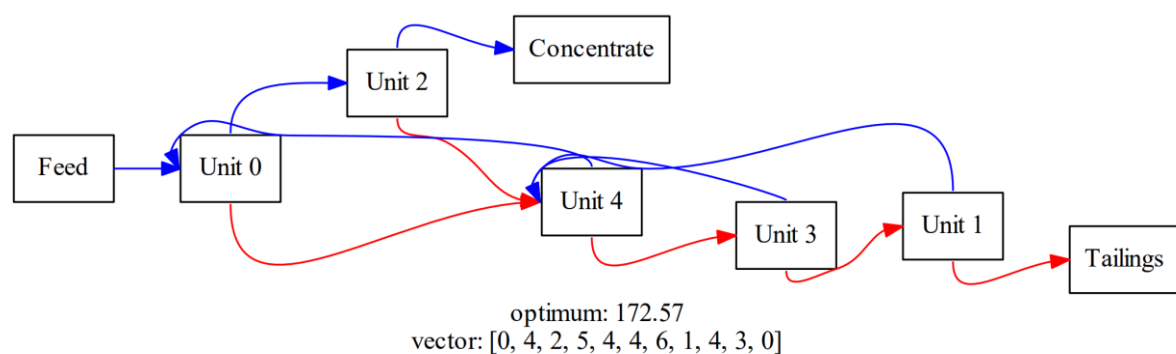 Concentrate
Unit 2
Feed
Unit 0
Unit 4
Unit 3
Unit 1
Tailings
optimum: 172.57
vector: [0, 4, 2, 5, 4, 4, 6, 1, 4, 3, 0]